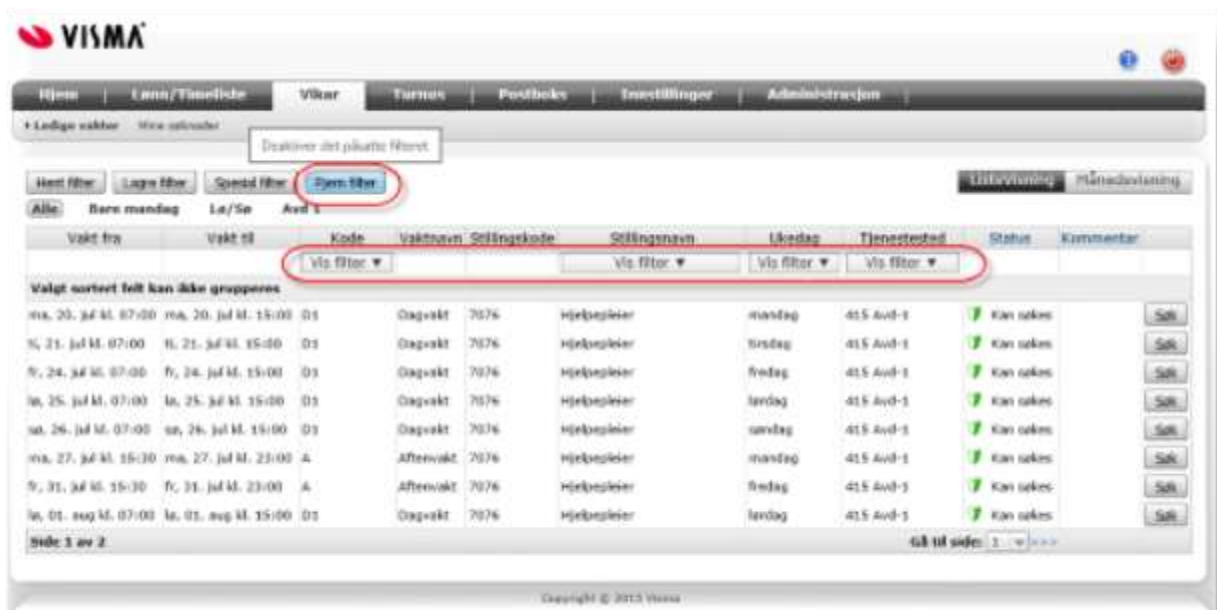 VISMA
Hjem | Lønn/Timeliste Vikar Turnus | Postboks | Innstillinger | Administrasjon |
Ledige vakter Mine søknader
Deaktiver det påsatte filteret
Hent filter Lagre filter Spesial filter Fjern filter Listevisning Månedsvisning
Alle Bare mandag Lø/Sø Avd 1
Vakt fra Vakt til Kode Vaktnavn Stillingskode Stillingsnavn Ukedag Tjenestested Status Kommentar
Vis filter ▼ Vis filter ▼ Vis filter ▼ Vis filter ▼
Valgt sortert felt kan ikke grupperes
ma, 20. jul kl. 07:00 ma, 20. jul kl. 15:00 D1 Dagvakt 7076 Hjelpepleier mandag 415 Avd-1 Kan søkes Søk
ti, 21. jul kl. 07:00 ti, 21. jul kl. 15:00 D1 Dagvakt 7076 Hjelpepleier tirsdag 415 Avd-1 Kan søkes Søk
fr, 24. jul kl. 07:00 fr, 24. jul kl. 15:00 D1 Dagvakt 7076 Hjelpepleier fredag 415 Avd-1 Kan søkes Søk
lø, 25. jul kl. 07:00 lø, 25. jul kl. 15:00 D1 Dagvakt 7076 Hjelpepleier lørdag 415 Avd-1 Kan søkes Søk
sø, 26. jul kl. 07:00 sø, 26. jul kl. 15:00 D1 Dagvakt 7076 Hjelpepleier søndag 415 Avd-1 Kan søkes Søk
ma, 27. jul kl. 15:30 ma, 27. jul kl. 23:00 A Aftenvakt 7076 Hjelpepleier mandag 415 Avd-1 Kan søkes Søk
fr, 31. jul kl. 15:30 fr, 31. jul kl. 23:00 A Aftenvakt 7076 Hjelpepleier fredag 415 Avd-1 Kan søkes Søk
lø, 01. aug kl. 07:00 lø, 01. aug kl. 15:00 D1 Dagvakt 7076 Hjelpepleier lørdag 415 Avd-1 Kan søkes Søk
Side 1 av 2 Gå til side: 1 >>>
Copyright © 2015 Visma